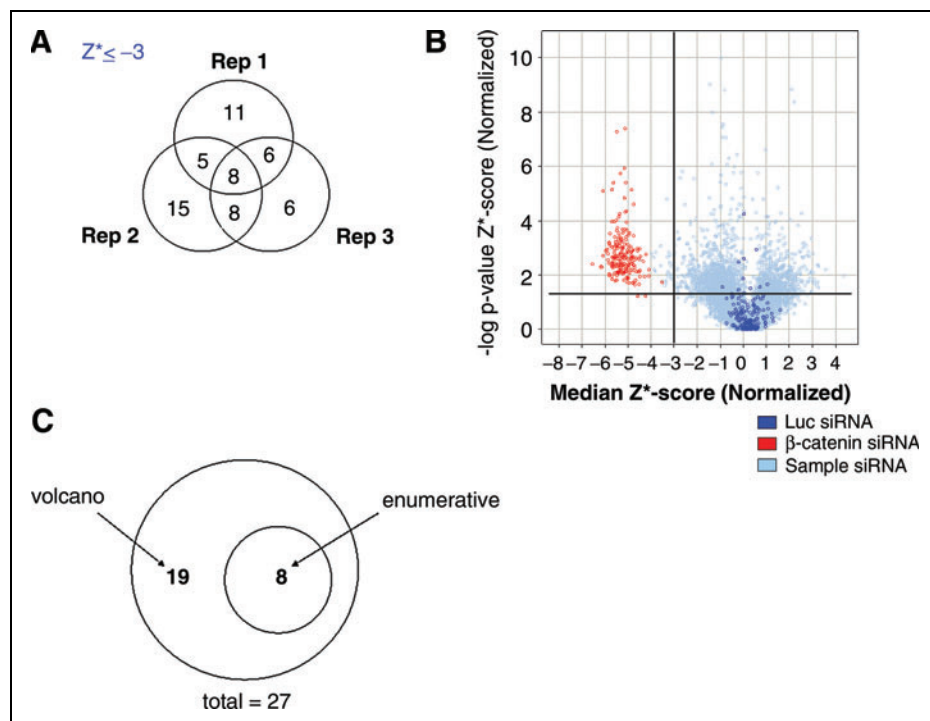 A
Z* ≤ −3
Rep 1
11
5
6
8
15
8
6
Rep 2
Rep 3
B
-log p-value Z*-score (Normalized)
10
8
6
4
2
0
−8 −7 −6 −5 −4 −3 −2 −1 0 1 2 3 4
Median Z*-score (Normalized)
Luc siRNA
β-catenin siRNA
Sample siRNA
C
volcano
enumerative
19
8
total = 27